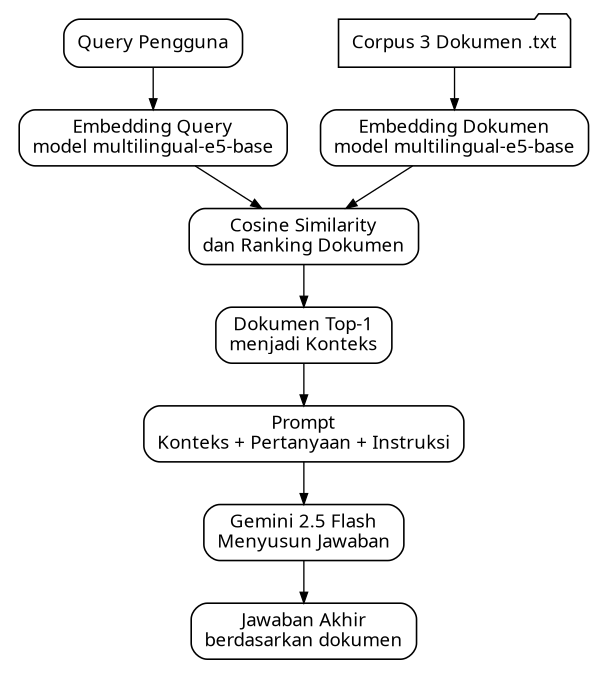 Query Pengguna
Corpus 3 Dokumen .txt
Embedding Query
model multilingual-e5-base
Embedding Dokumen
model multilingual-e5-base
Cosine Similarity
dan Ranking Dokumen
Dokumen Top-1
menjadi Konteks
Prompt
Konteks + Pertanyaan + Instruksi
Gemini 2.5 Flash
Menyusun Jawaban
Jawaban Akhir
berdasarkan dokumen